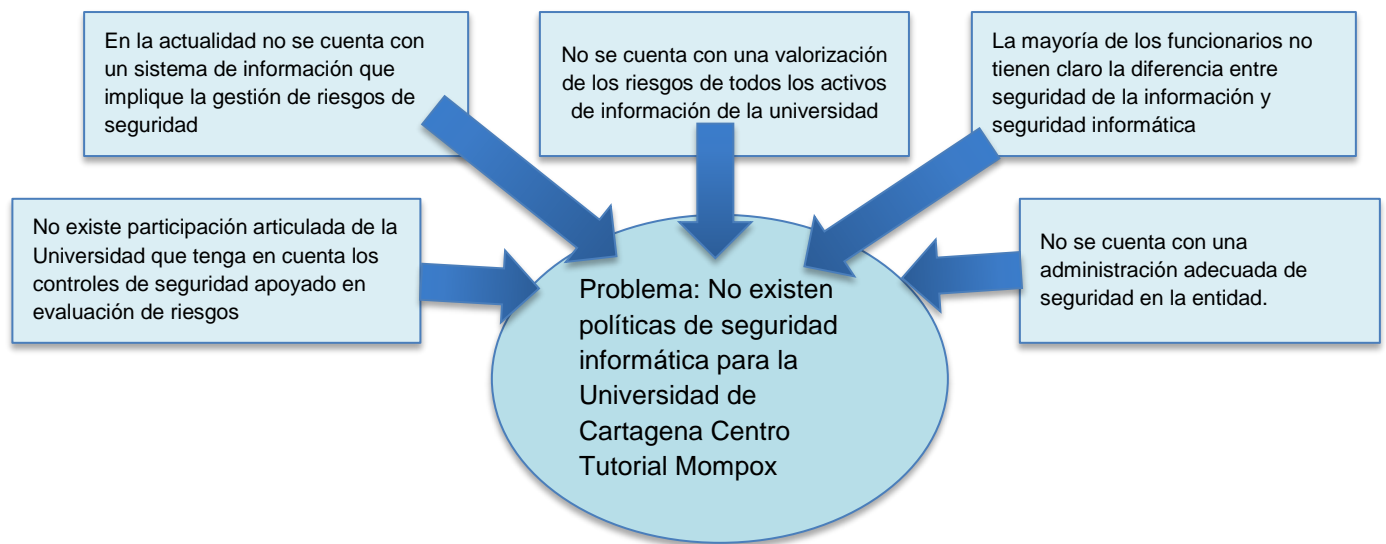 En la actualidad no se cuenta con
un sistema de información que
implique la gestión de riesgos de
seguridad
No se cuenta con una valorización
de los riesgos de todos los activos
de información de la universidad
La mayoría de los funcionarios no
tienen claro la diferencia entre
seguridad de la información y
seguridad informática
No existe participación articulada de la
Universidad que tenga en cuenta los
controles de seguridad apoyado en
evaluación de riesgos
No se cuenta con una
administración adecuada de
seguridad en la entidad.
Problema: No existen
políticas de seguridad
informática para la
Universidad de
Cartagena Centro
Tutorial Mompox